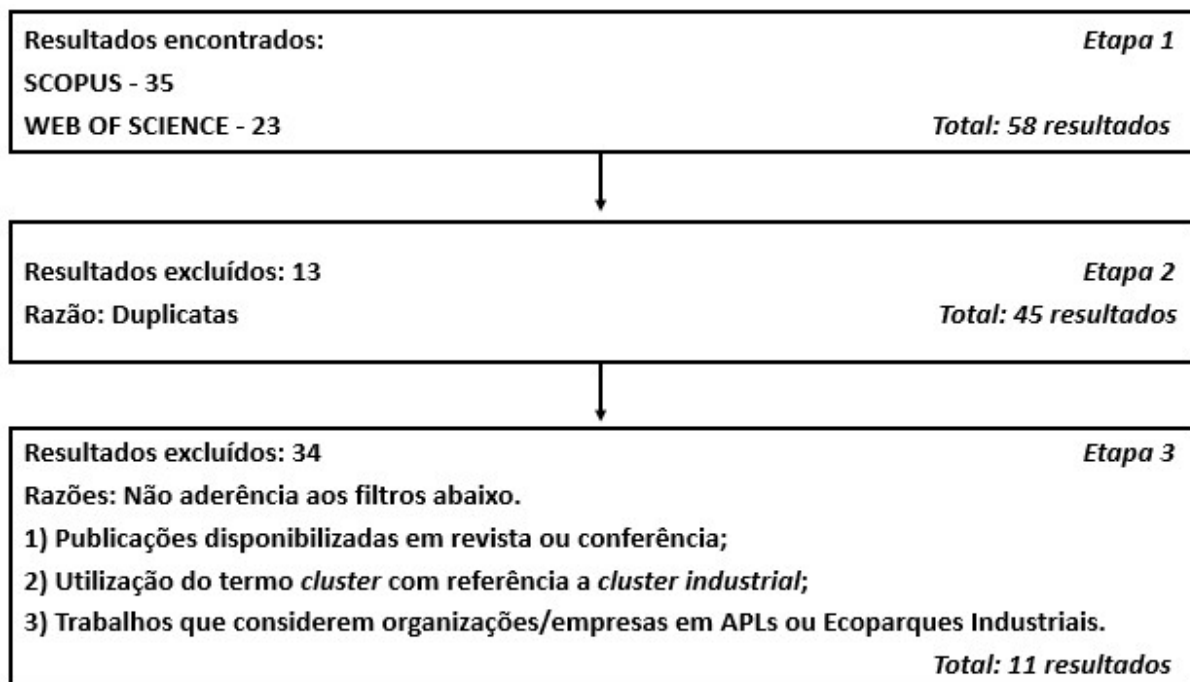 Resultados encontrados: Etapa 1
SCOPUS - 35
WEB OF SCIENCE - 23 Total: 58 resultados
Resultados excluídos: 13 Etapa 2
Razão: Duplicatas Total: 45 resultados
Resultados excluídos: 34 Etapa 3
Razões: Não aderência aos filtros abaixo.
1) Publicações disponibilizadas em revista ou conferência;
2) Utilização do termo cluster com referência a cluster industrial;
3) Trabalhos que considerem organizações/empresas em APLs ou Ecoparques Industriais.
Total: 11 resultados